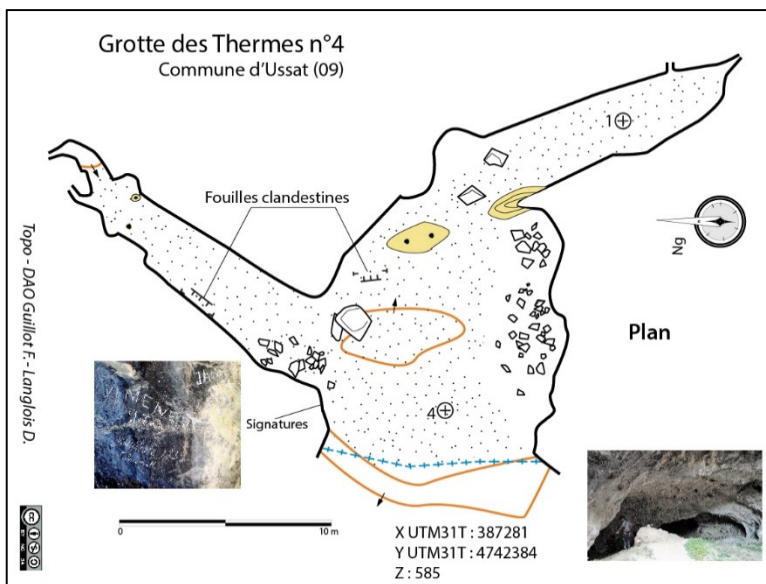 Grotte des Thermes n°4
Commune d'Ussat (09)
1
Fouilles clandestines
Ng
Plan
Topo - DAO Guillot F. - Langlois D.
4
Signatures
0
10 m
X UTM31T : 387281
Y UTM31T : 4742384
Z : 585